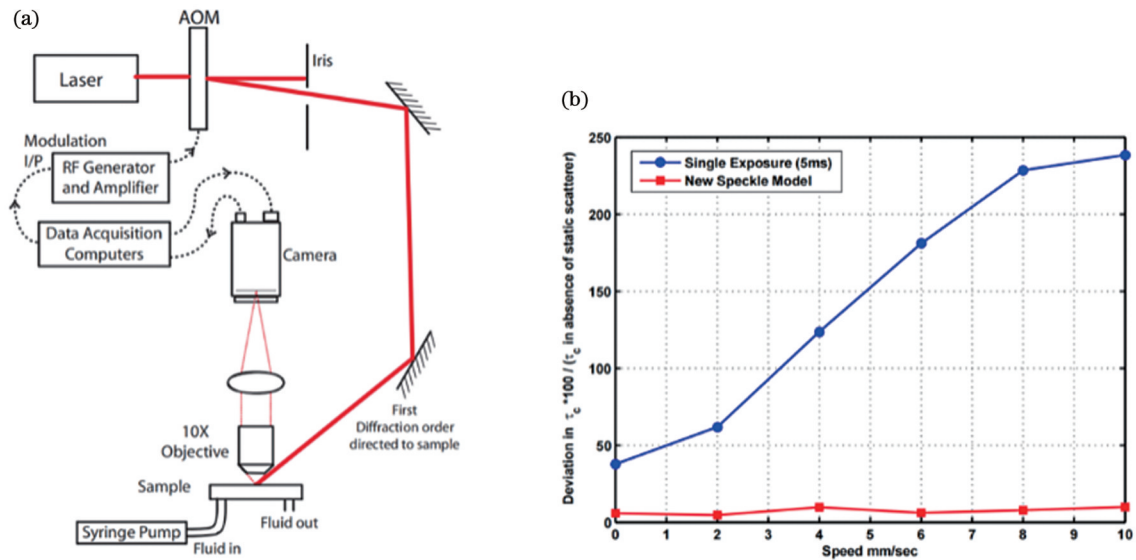 (a)
AOM
Iris
Laser
Modulation
I/P
RF Generator
and Amplifier
Data Acquisition
Computers
Camera
First
Diffraction order
directed to sample
10X
Objective
Sample
Fluid out
Syringe Pump
Fluid in
(b)
250
200
150
100
50
0
Deviation in τc *100 / (τc in absence of static scatterer)
Single Exposure (5ms)
New Speckle Model
0 1 2 3 4 5 6 7 8 9 10
Speed mm/sec